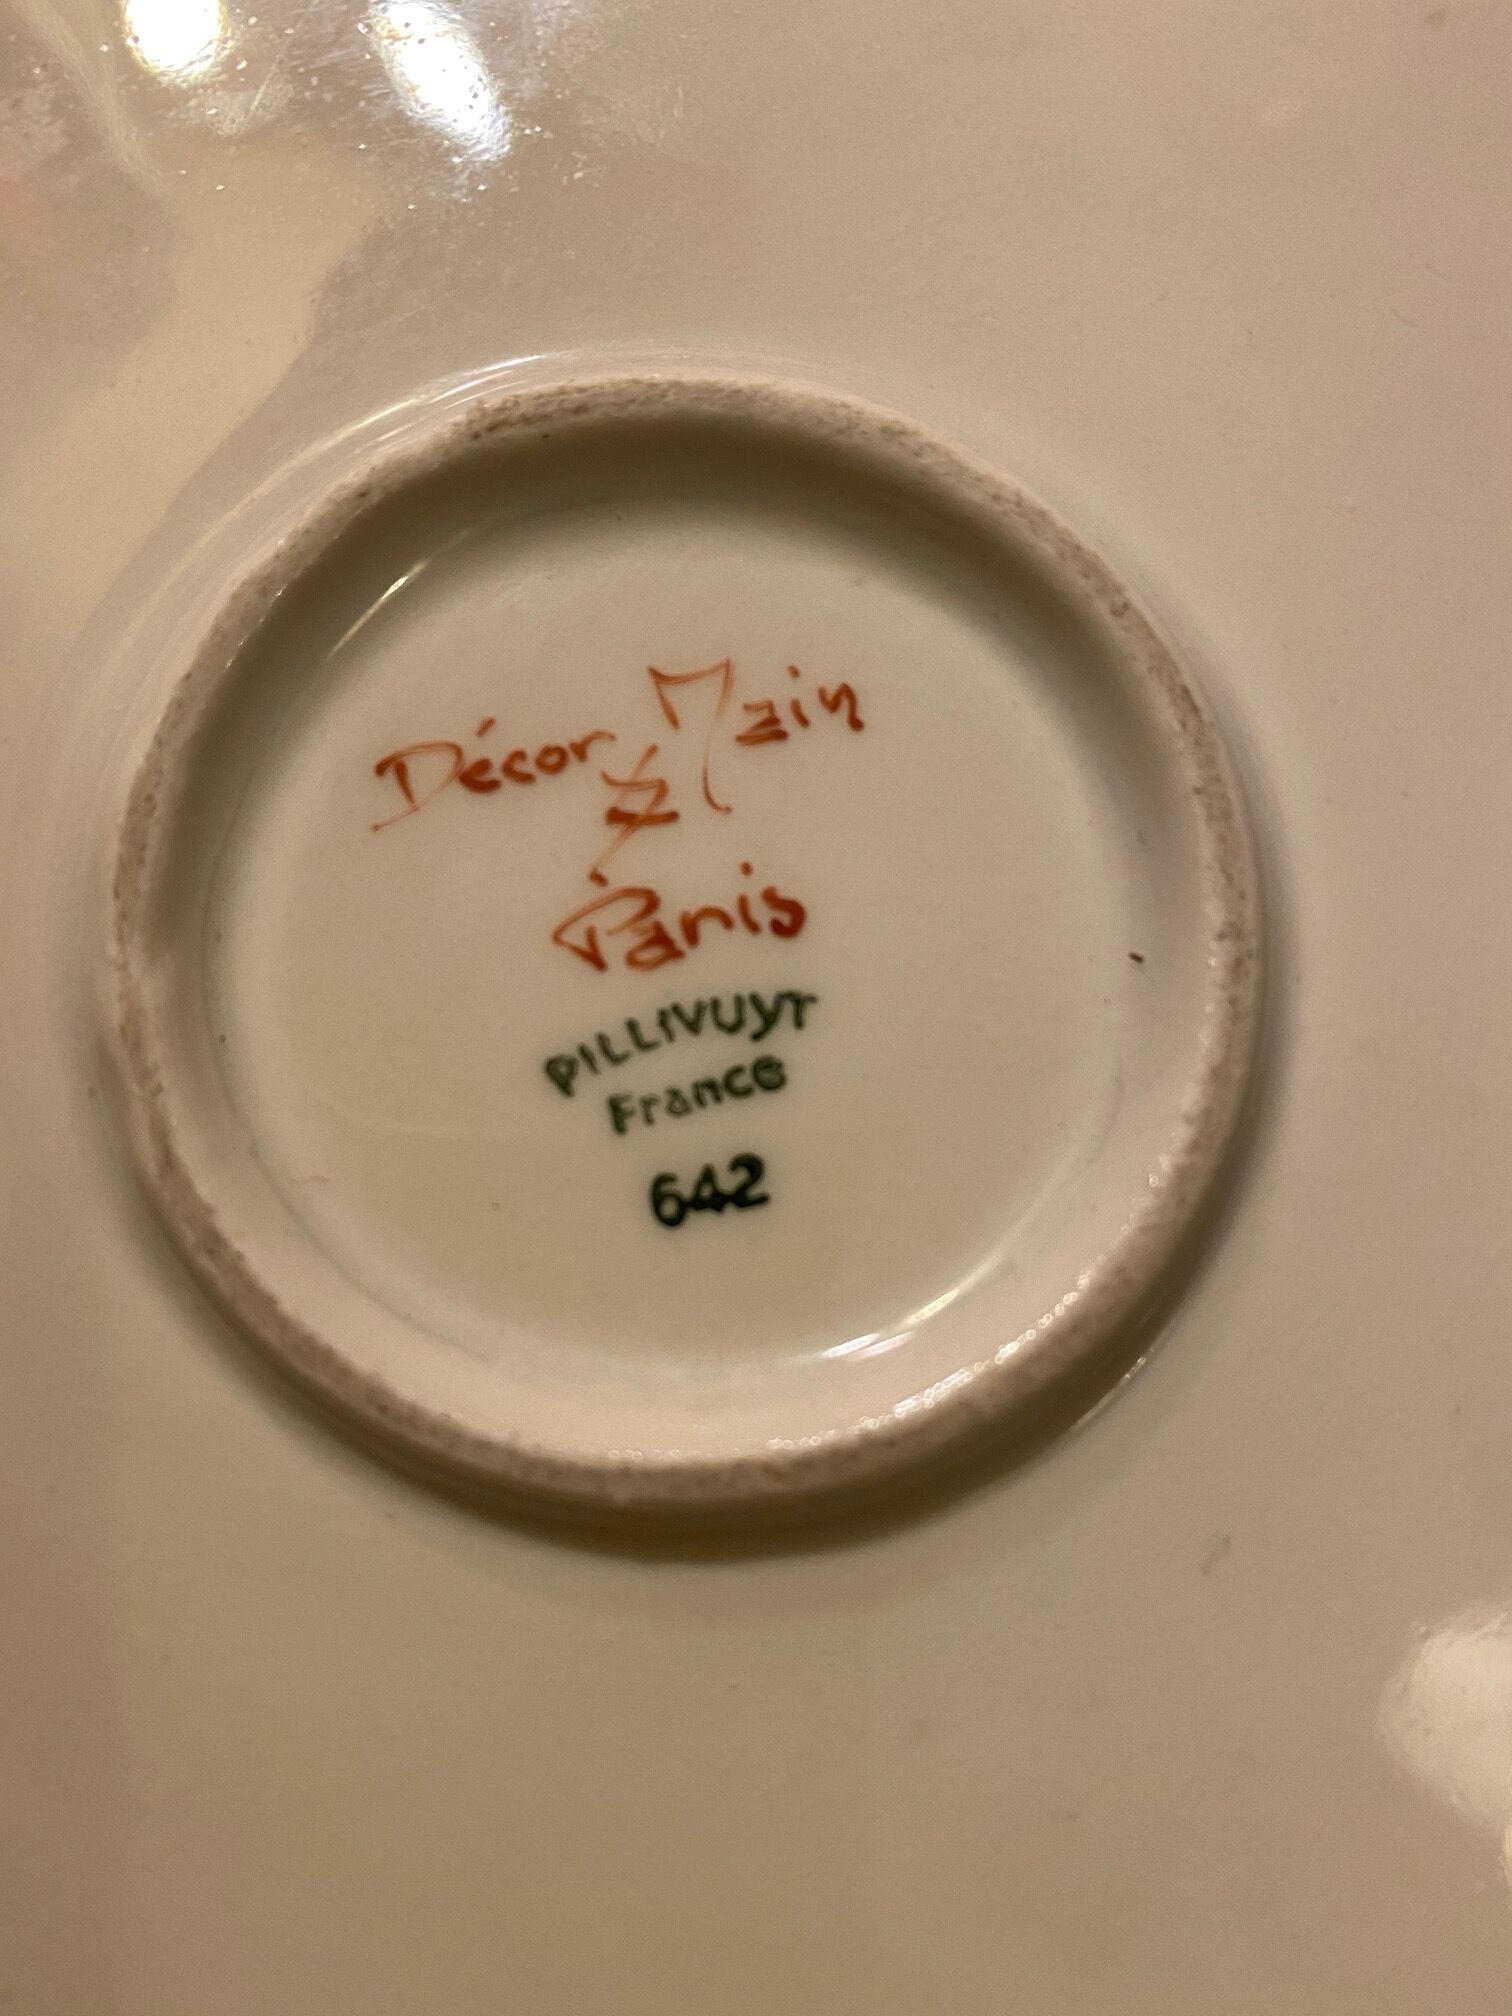 Décor Main
Paris
PILLIVUYT
France
642